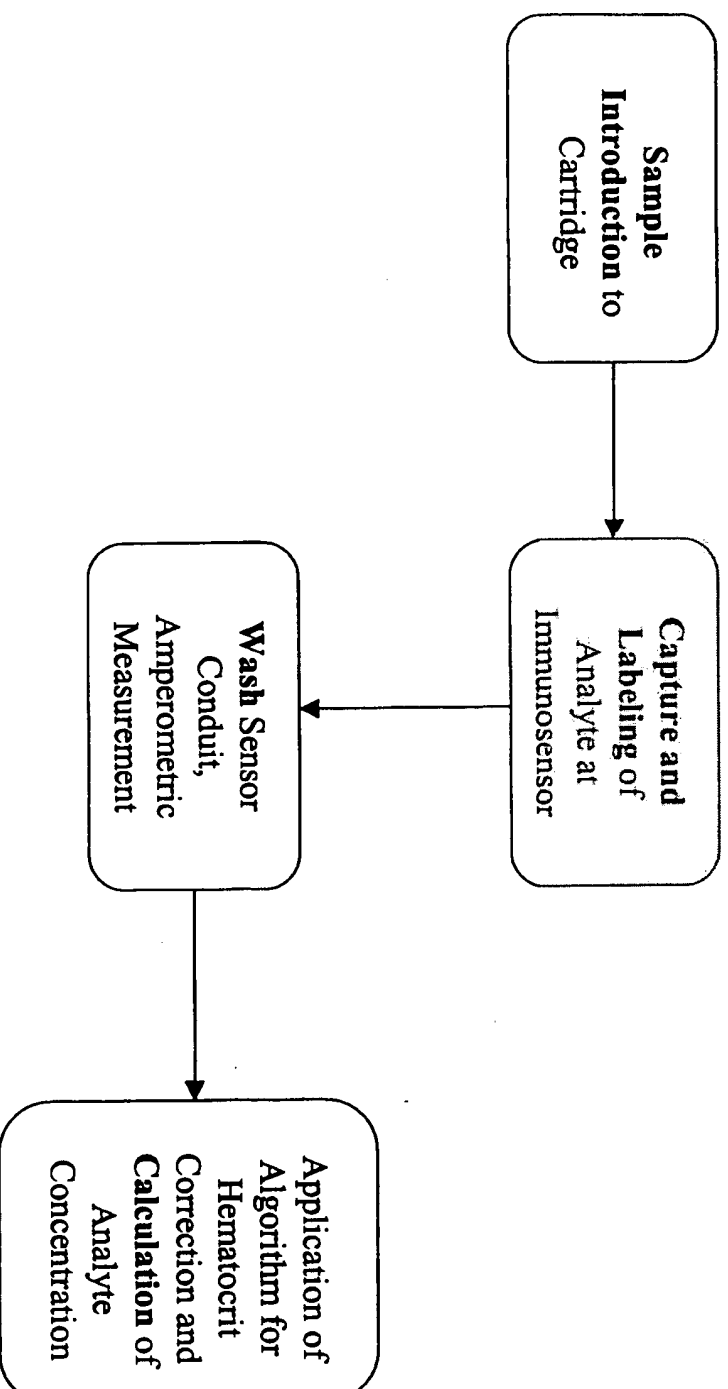 Sample
Introduction to
Cartridge
Capture and
Labeling of
Analyte at
Immunosensor
Wash Sensor
Conduit,
Amperometric
Measurement
Application of
Algorithm for
Hematocrit
Correction and
Calculation of
Analyte
Concentration